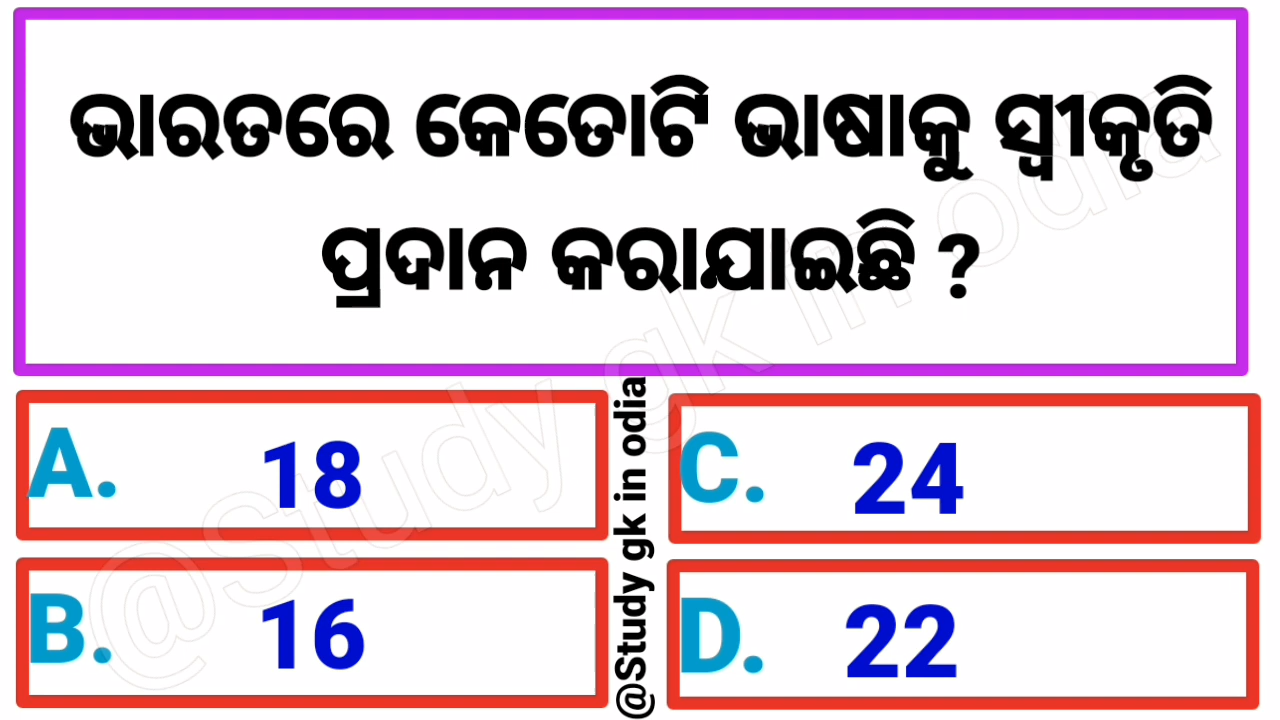 ଭାରତରେ କେତୋଟି ଭାଷାକୁ ସ୍ୱୀକୃତି
ପ୍ରଦାନ କରାଯାଇଛି ?
A. 18
C. 24
B. 16
D. 22
@Study gk in odia
@Study gk in odia